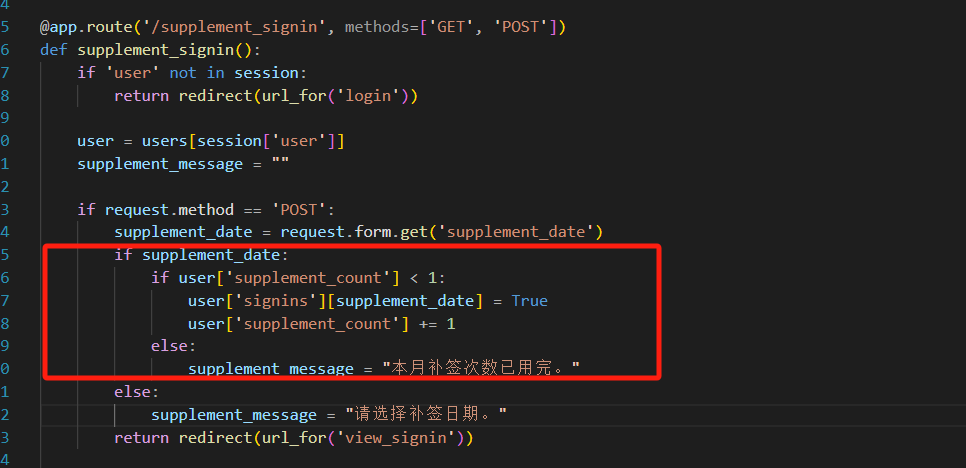 4
5 @app.route('/supplement_signin', methods=['GET', 'POST'])
6 def supplement_signin():
7     if 'user' not in session:
8         return redirect(url_for('login'))
9
0     user = users[session['user']]
1     supplement_message = ""
2
3     if request.method == 'POST':
4         supplement_date = request.form.get('supplement_date')
5         if supplement_date:
6             if user['supplement_count'] < 1:
7                 user['signins'][supplement_date] = True
8                 user['supplement_count'] += 1
9             else:
0                 supplement_message = "本月补签次数已用完。"
1         else:
2             supplement_message = "请选择补签日期。"
3         return redirect(url_for('view_signin'))
4